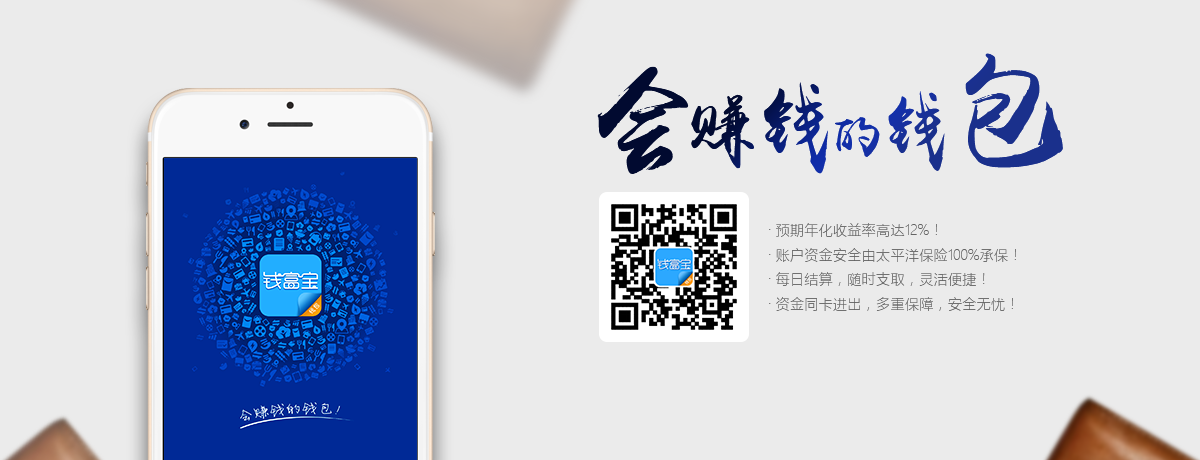 会赚钱的钱包
· 预期年化收益率高达12%！
· 账户资金安全由太平洋保险100%承保！
· 每日结算，随时支取，灵活便捷！
· 资金同卡进出，多重保障，安全无忧！
钱富宝
钱富宝
会赚钱的钱包！